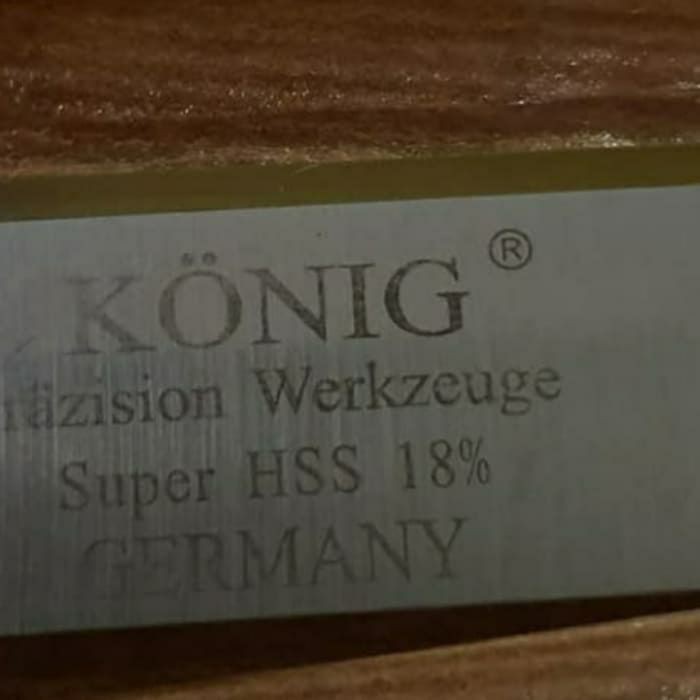 KÖNIG ®
räzision Werkzeuge
Super HSS 18%
GERMANY